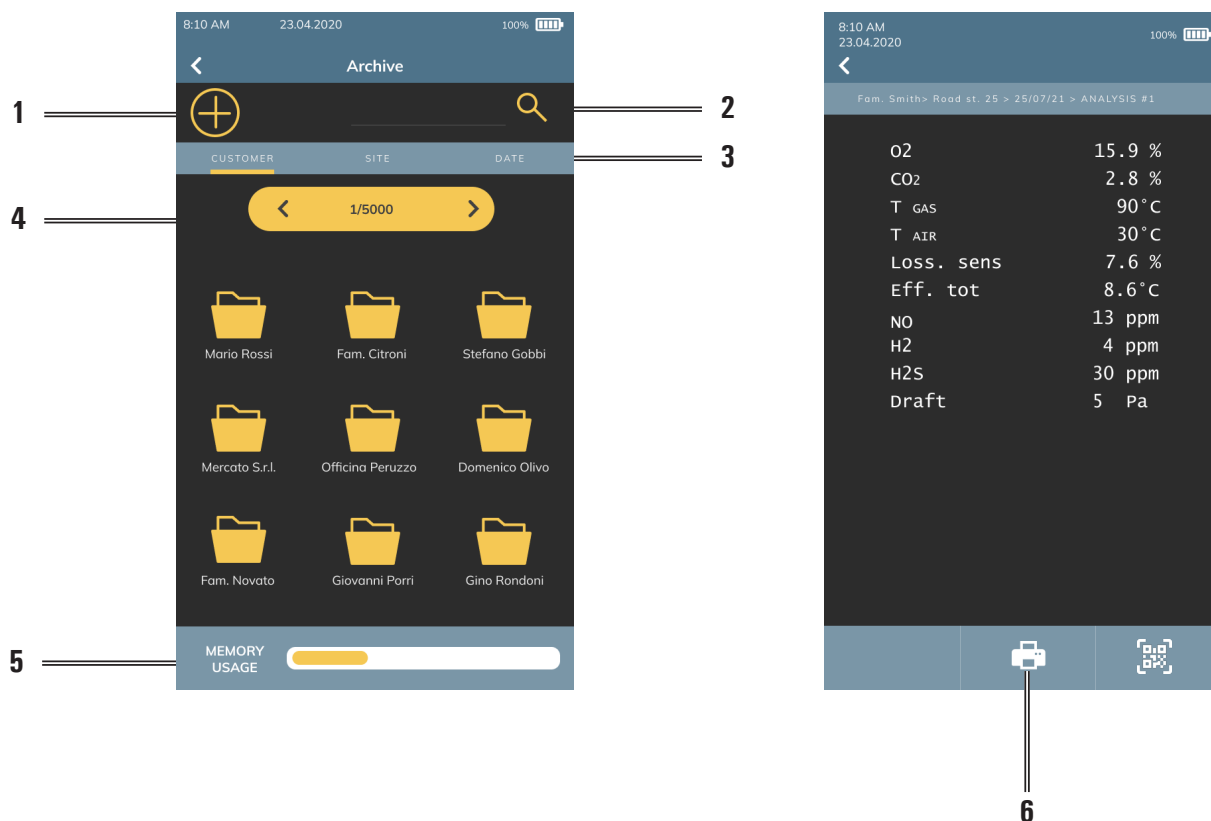 8:10 AM 23.04.2020 100%
Archive
1
2
CUSTOMER SITE DATE
3
4
1/5000
Mario Rossi Fam. Citroni Stefano Gobbi
Mercato S.r.l. Officina Peruzzo Domenico Olivo
Fam. Novato Giovanni Porri Gino Rondoni
5
MEMORY
USAGE
8:10 AM
23.04.2020
100%
Fam. Smith> Road st. 25 > 25/07/21 > ANALYSIS #1
O2 15.9 %
CO2 2.8 %
T GAS 90°C
T AIR 30°C
Loss. sens 7.6 %
Eff. tot 8.6°C
NO 13 ppm
H2 4 ppm
H2S 30 ppm
Draft 5 Pa
6